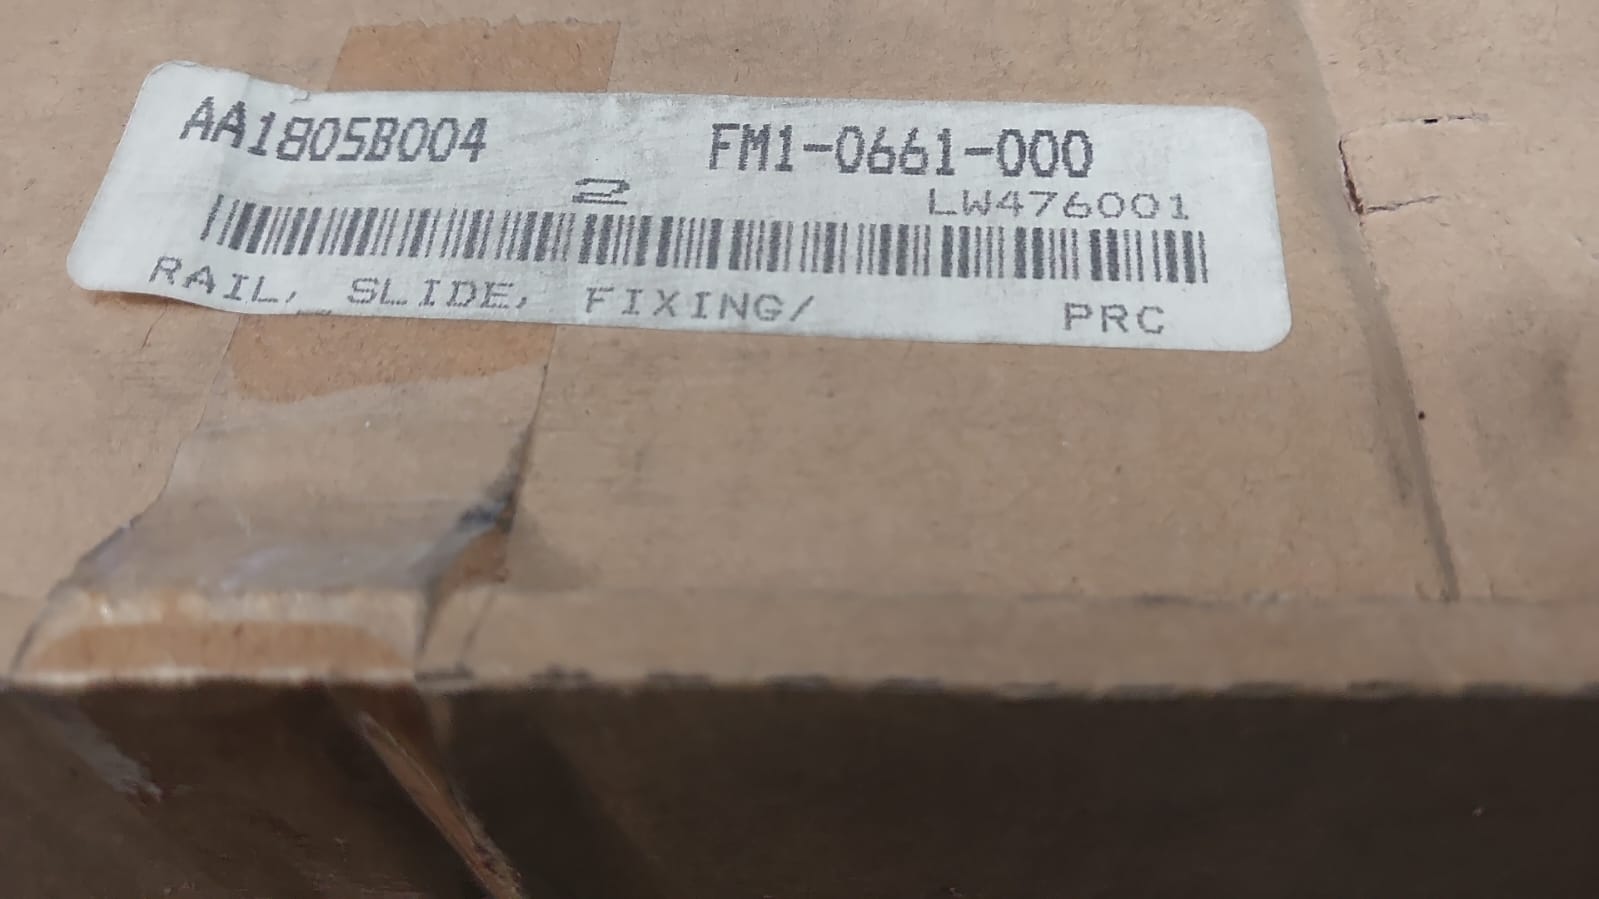 AA1805B004 FM1-0661-000
2 LW476001
RAIL, SLIDE, FIXING/ PRC